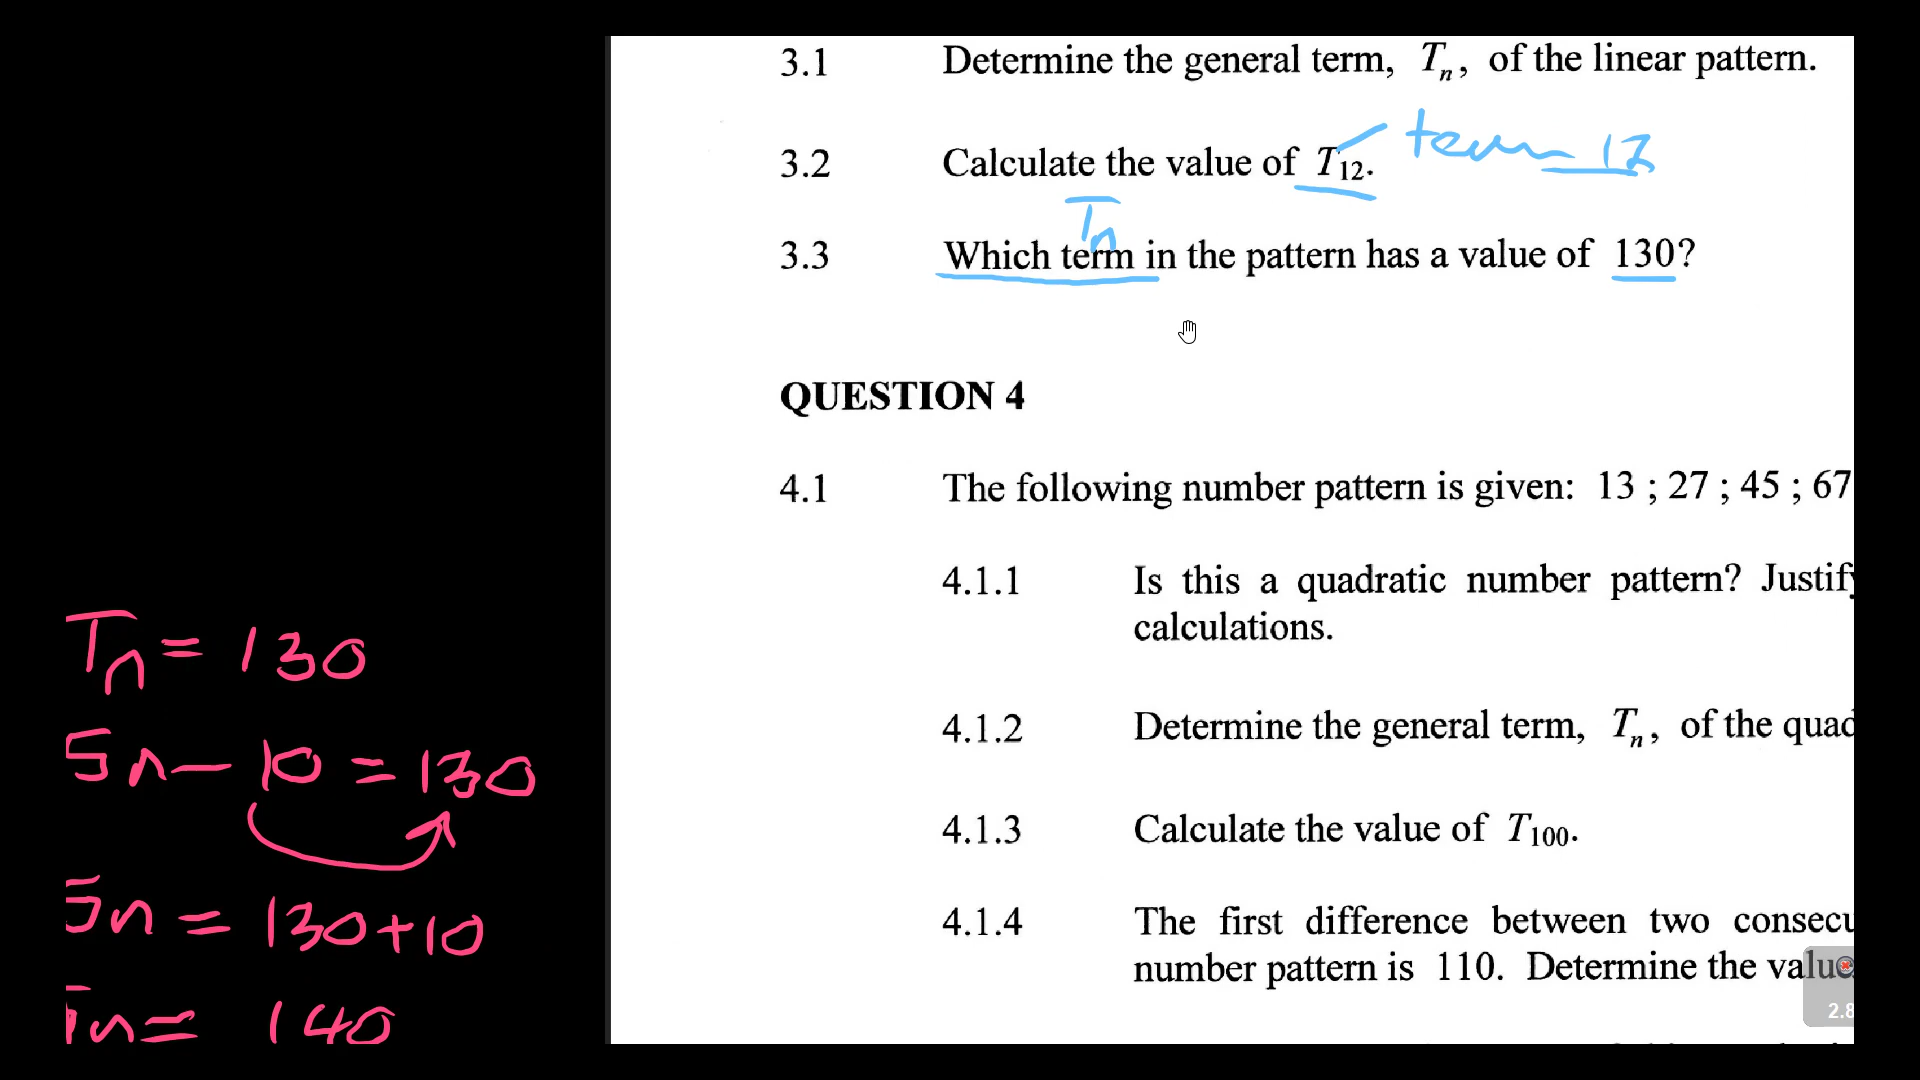 3.1 Determine the general term, Tn, of the linear pattern.
3.2 Calculate the value of T12. term 12
Tn
3.3 Which term in the pattern has a value of 130?
QUESTION 4
4.1 The following number pattern is given: 13 ; 27 ; 45 ; 67
4.1.1 Is this a quadratic number pattern? Justify
calculations.
4.1.2 Determine the general term, Tn, of the quad
4.1.3 Calculate the value of T100.
4.1.4 The first difference between two consecu
number pattern is 110. Determine the value
2.8
Tn = 130
5n - 10 = 130
5n = 130+10
5n = 140